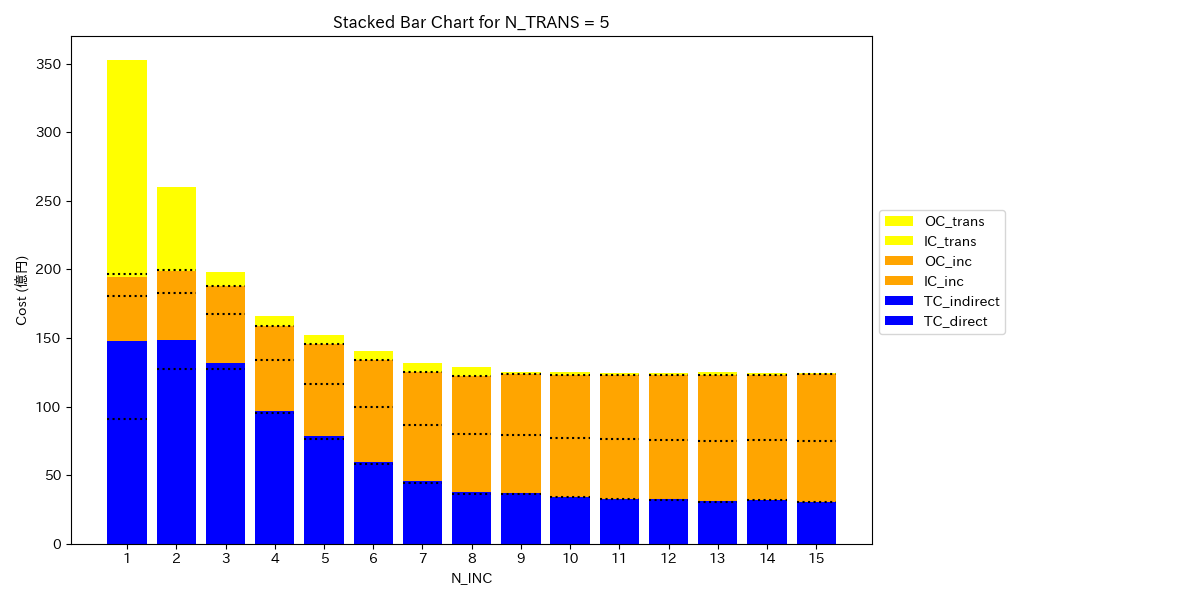 Stacked Bar Chart for N_TRANS = 5
Cost (億円)
350
300
250
200
150
100
50
0
1 2 3 4 5 6 7 8 9 10 11 12 13 14 15
N_INC
OC_trans
IC_trans
OC_inc
IC_inc
TC_indirect
TC_direct